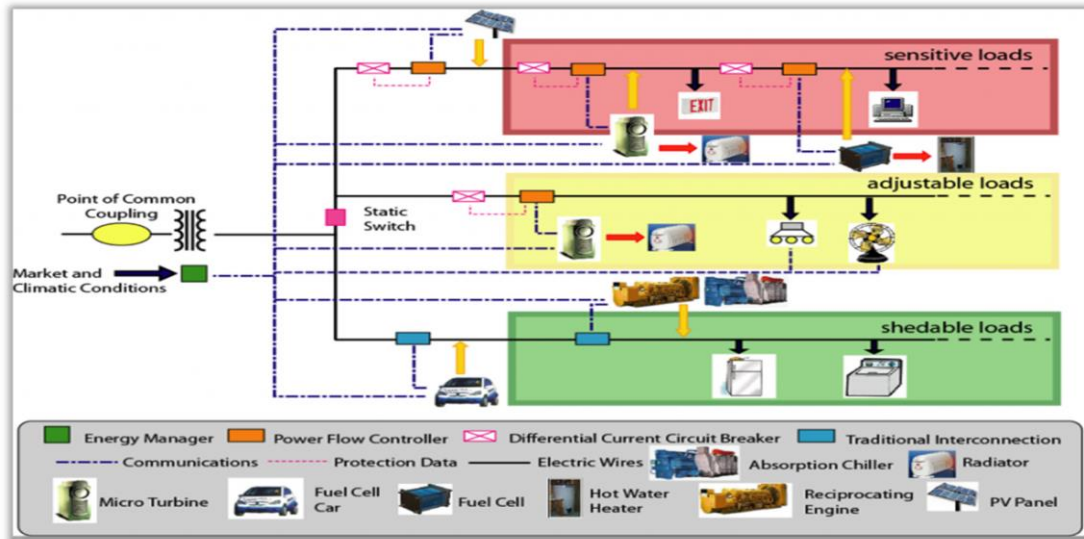 sensitive loads
EXIT
Point of Common
Coupling
Static
Switch
adjustable loads
Market and
Climatic Conditions
shedable loads
Energy Manager Power Flow Controller Differential Current Circuit Breaker Traditional Interconnection
Communications Protection Data Electric Wires Absorption Chiller Radiator
Micro Turbine Fuel Cell Car Fuel Cell Hot Water Heater Reciprocating Engine PV Panel